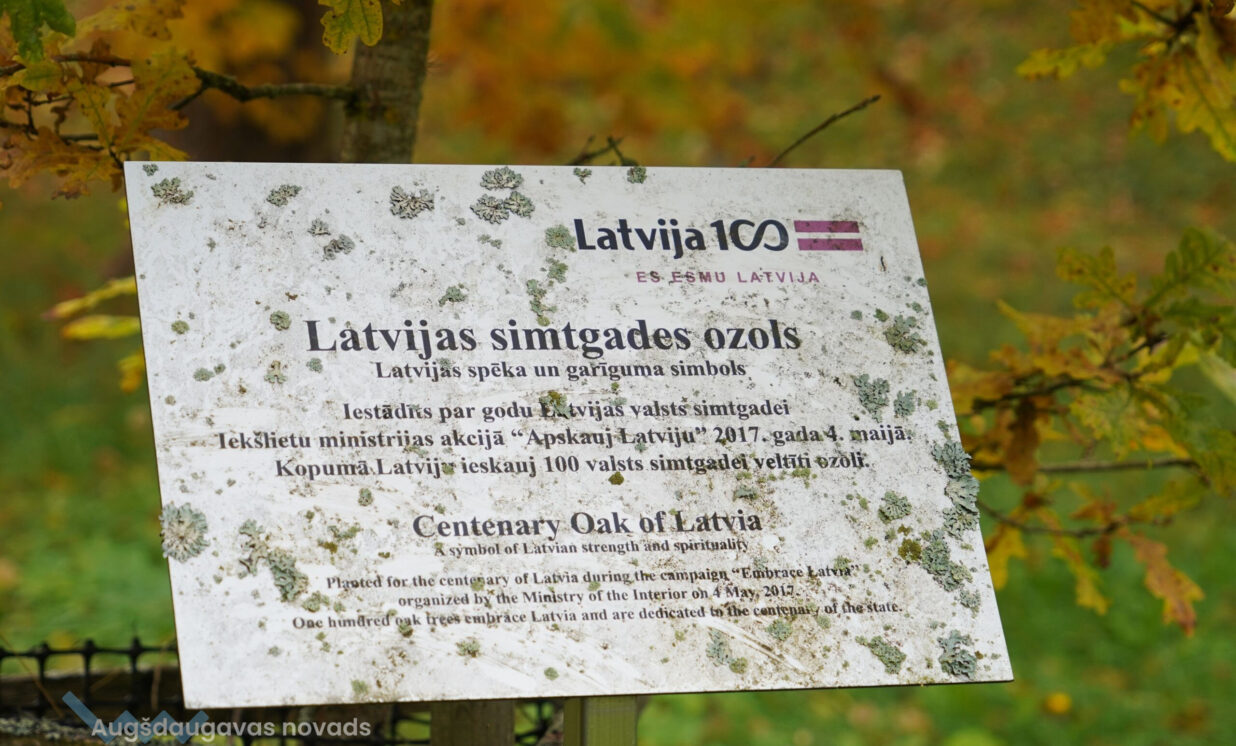 Latvija 100
ES ESMU LATVIJA
Latvijas simtgades ozols
Latvijas spēka un garīguma simbols
Iestādīts par godu Latvijas valsts simtgadei
Iekšlietu ministrijas akcijā “Apskauj Latviju” 2017. gada 4. maijā.
Kopumā Latviju ieskauj 100 valsts simtgadei veltīti ozoli.
Centenary Oak of Latvia
A symbol of Latvian strength and spirituality
Planted for the centenary of Latvia during the campaign “Embrace Latvia”
organized by the Ministry of the Interior on 4 May, 2017.
One hundred oak trees embrace Latvia and are dedicated to the centenary of the state.
Augšdaugavas novads